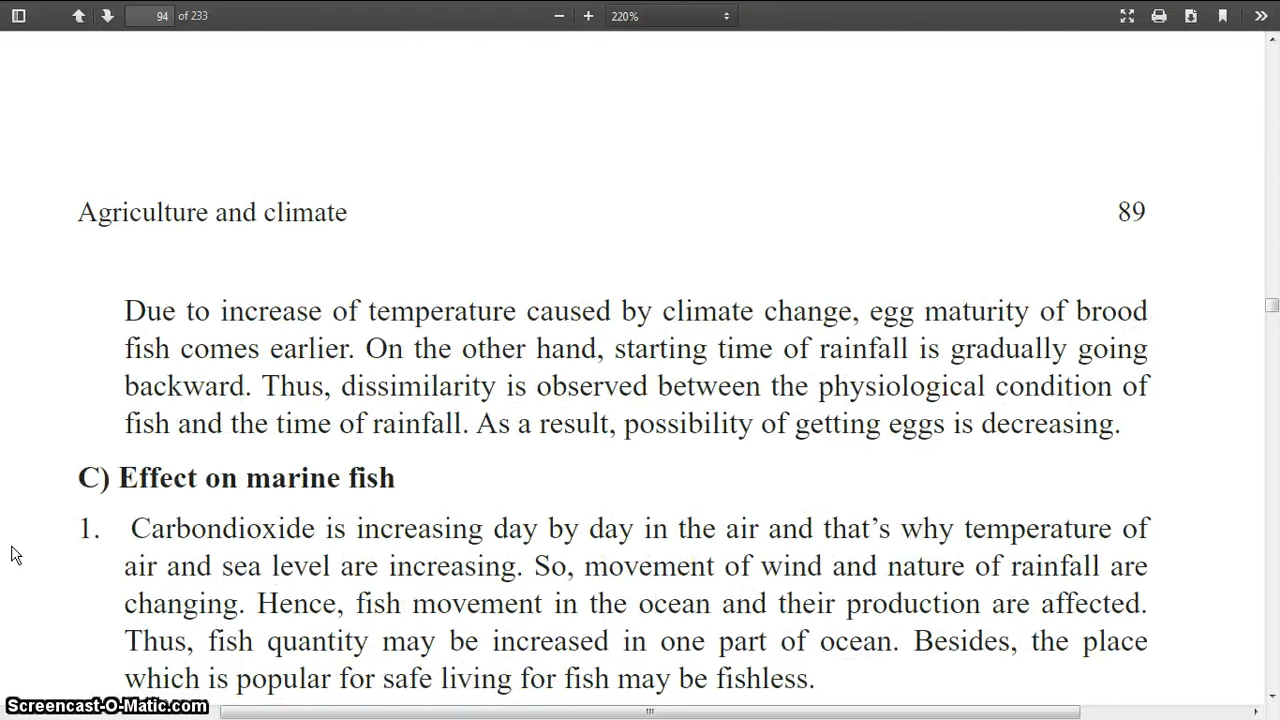 94 of 233
220%
Agriculture and climate 89
Due to increase of temperature caused by climate change, egg maturity of brood
fish comes earlier. On the other hand, starting time of rainfall is gradually going
backward. Thus, dissimilarity is observed between the physiological condition of
fish and the time of rainfall. As a result, possibility of getting eggs is decreasing.
C) Effect on marine fish
1. Carbondioxide is increasing day by day in the air and that’s why temperature of
air and sea level are increasing. So, movement of wind and nature of rainfall are
changing. Hence, fish movement in the ocean and their production are affected.
Thus, fish quantity may be increased in one part of ocean. Besides, the place
which is popular for safe living for fish may be fishless.
Screencast-O-Matic.com